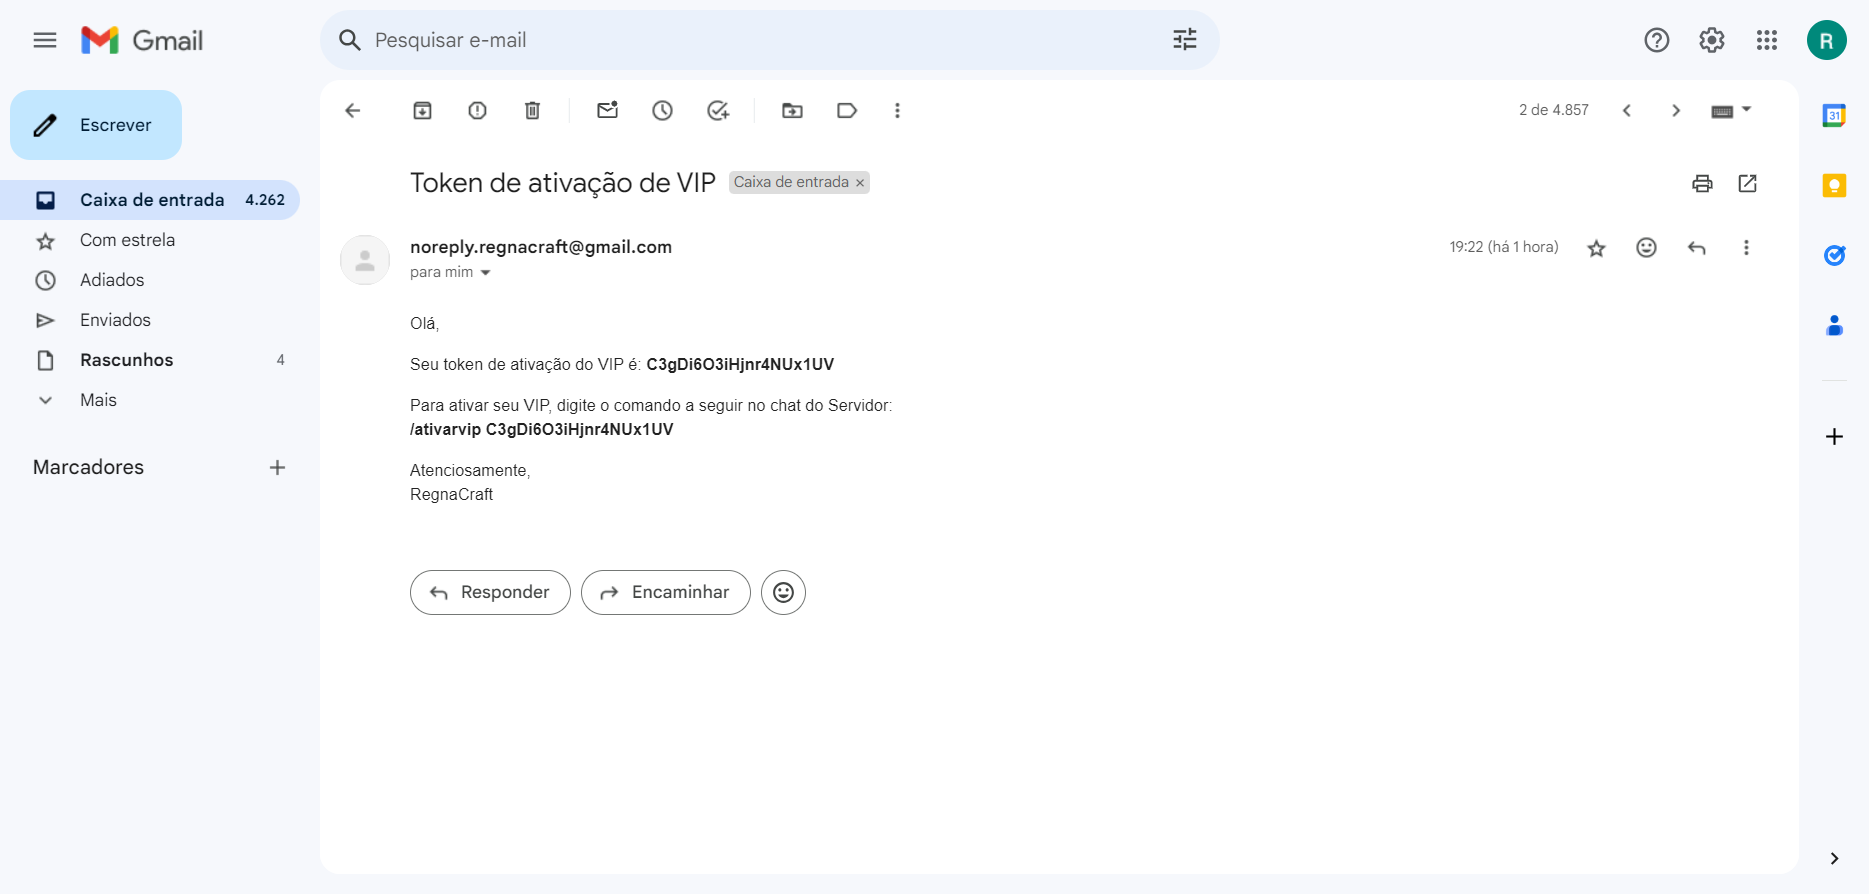 Gmail
Pesquisar e-mail
R
Escrever
Caixa de entrada 4.262
Com estrela
Adiados
Enviados
Rascunhos 4
Mais
Marcadores
2 de 4.857
31
Token de ativação de VIP Caixa de entrada ×
noreply.regnacraft@gmail.com
19:22 (há 1 hora)
para mim
Olá,
Seu token de ativação do VIP é: C3gDi6O3iHjnr4NUx1UV
Para ativar seu VIP, digite o comando a seguir no chat do Servidor:
/ativarvip C3gDi6O3iHjnr4NUx1UV
Atenciosamente,
RegnaCraft
Responder
Encaminhar